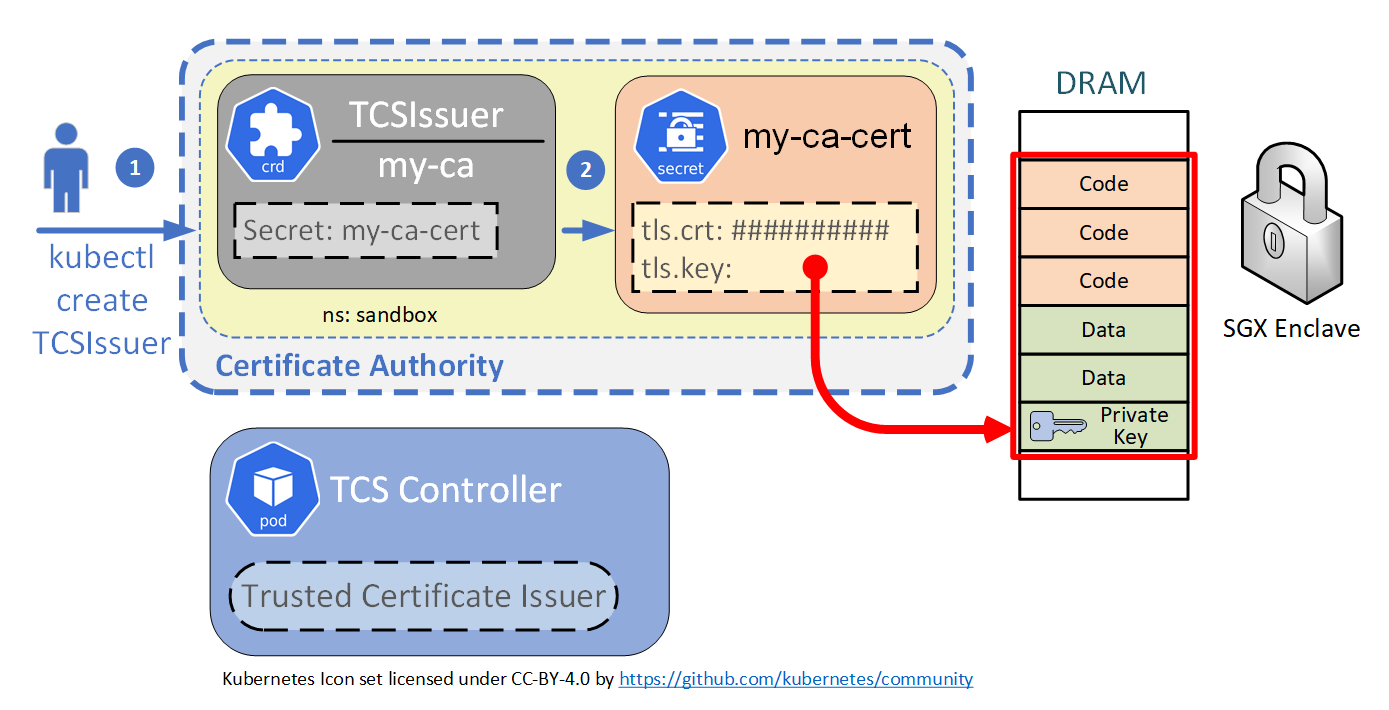 1
kubectl
create
TCSIssuer
crd
TCSIssuer
my-ca
Secret: my-ca-cert
2
secret
my-ca-cert
tls.crt: ##########
tls.key:
ns: sandbox
Certificate Authority
DRAM
Code
Code
Code
Data
Data
Private
Key
SGX Enclave
pod
TCS Controller
Trusted Certificate Issuer
Kubernetes Icon set licensed under CC-BY-4.0 by https://github.com/kubernetes/community